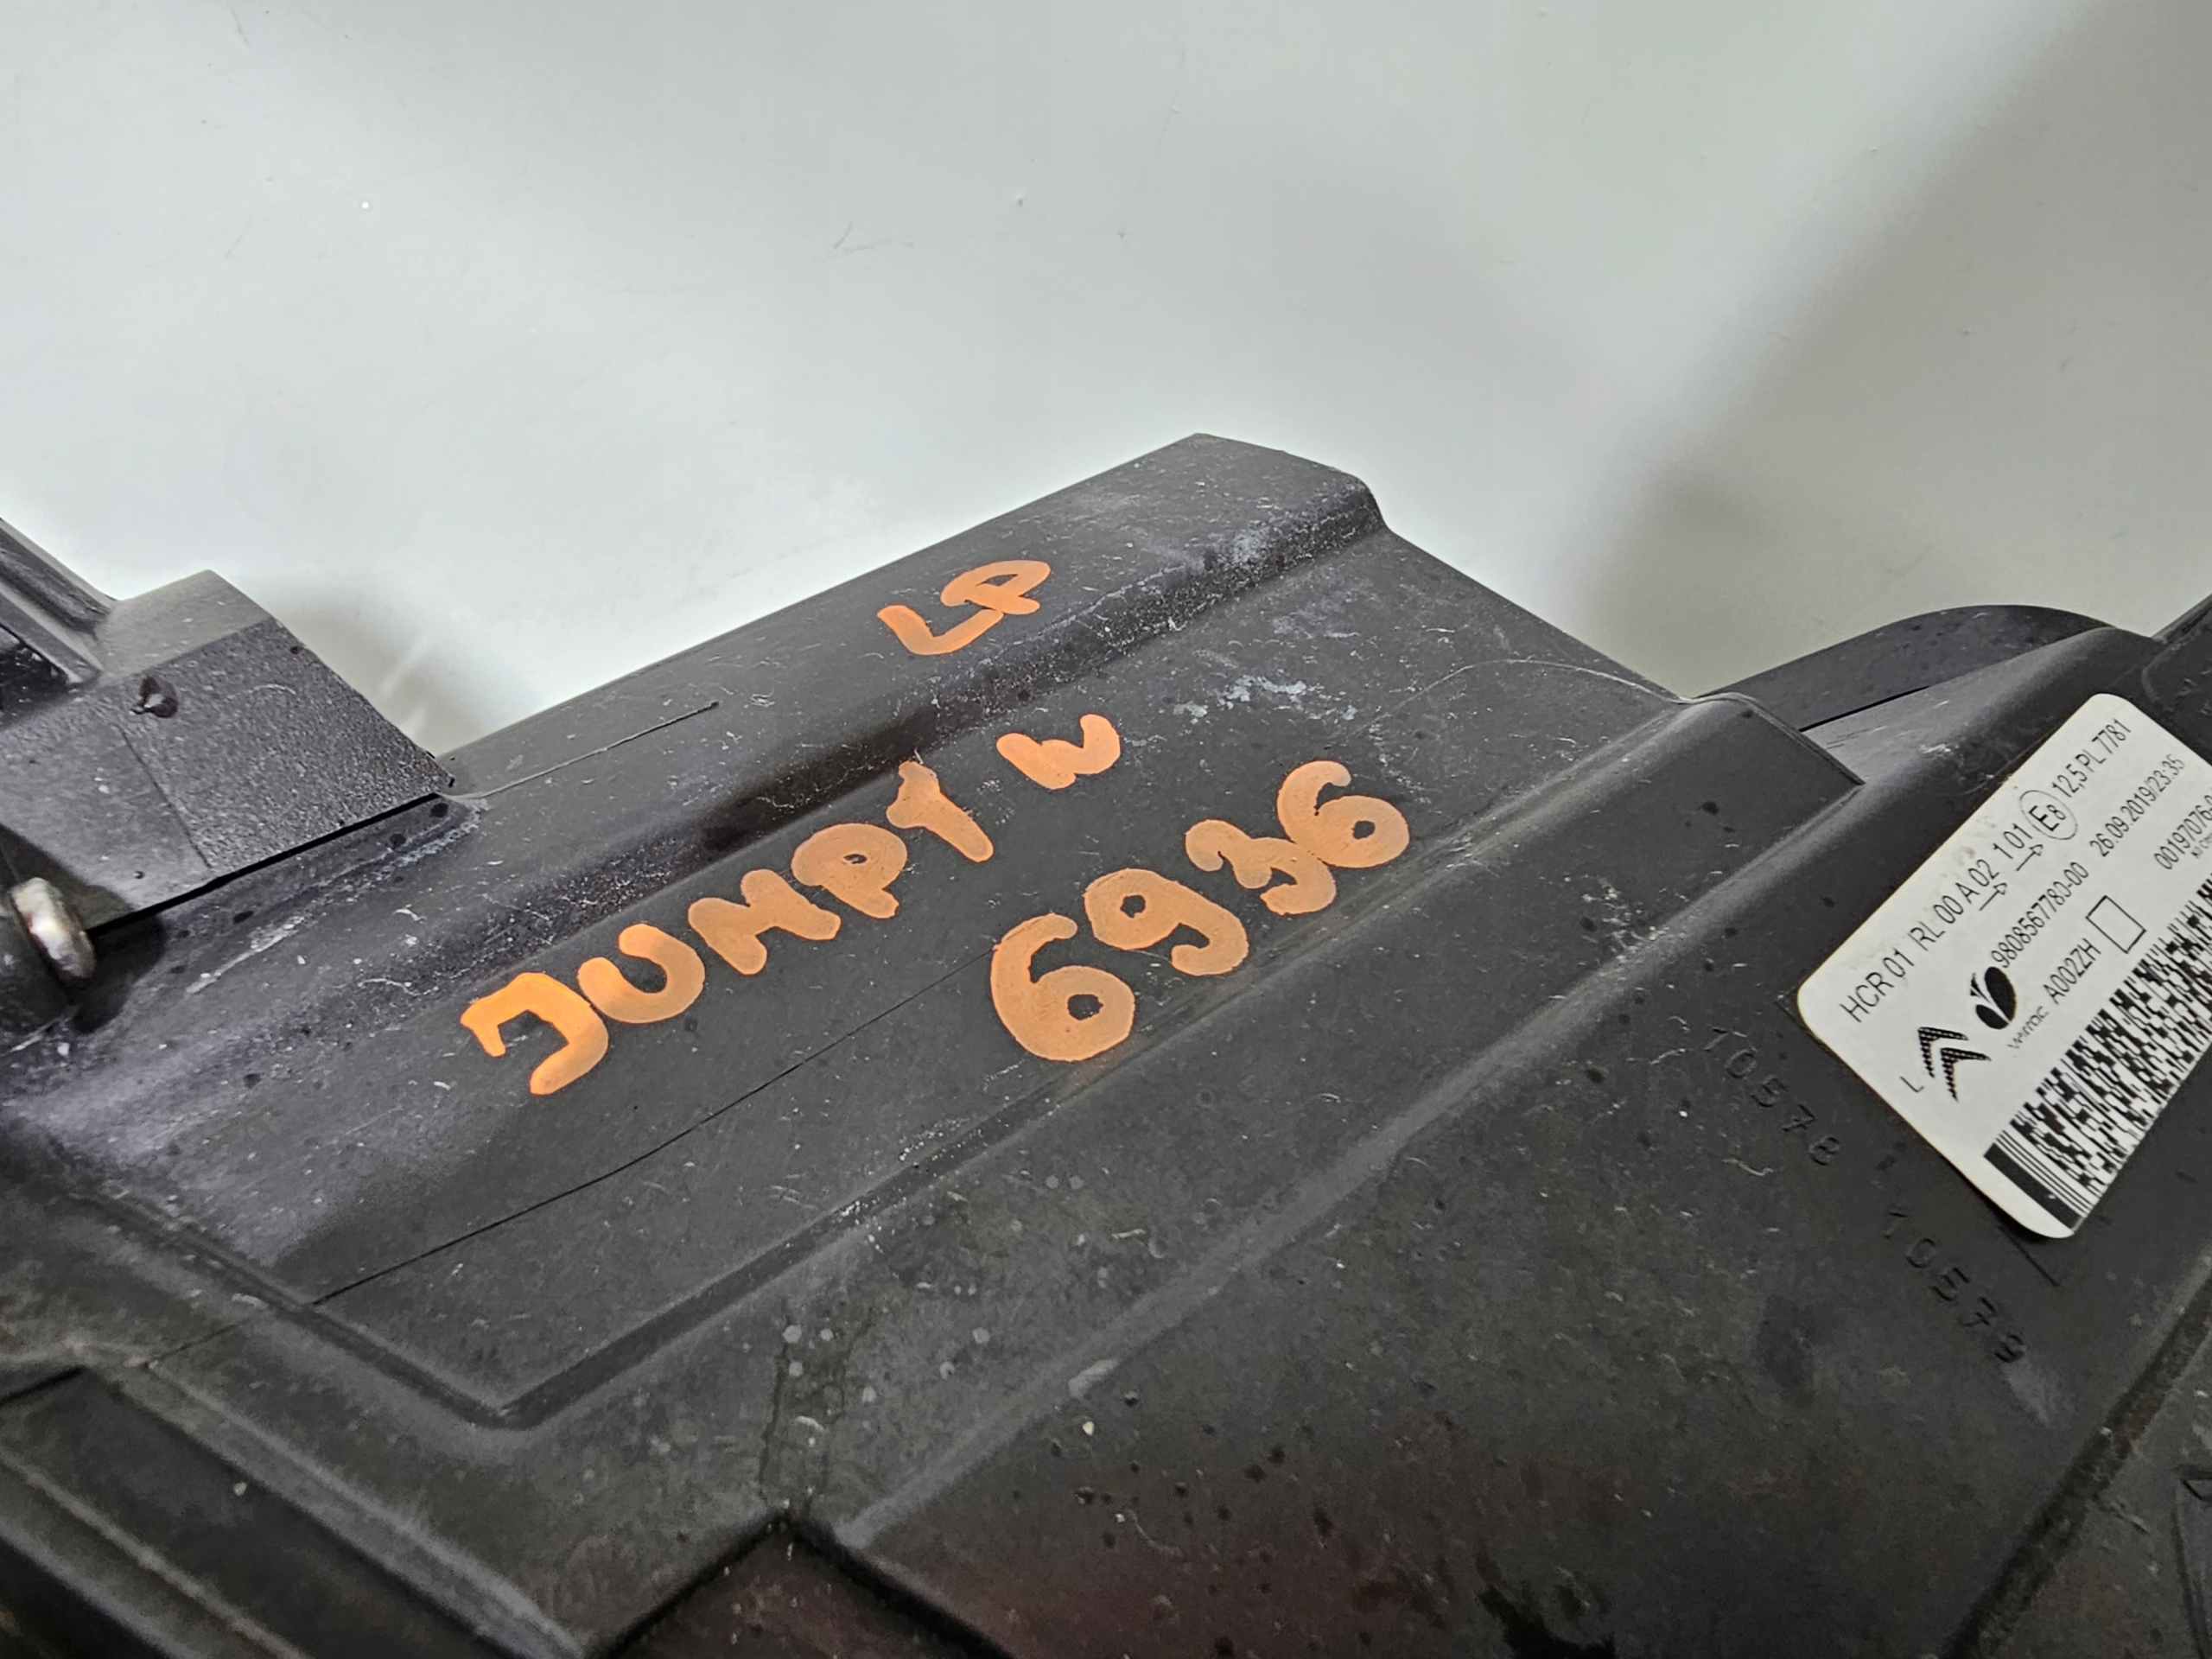 LP
JUMPY N
6936
HCR 01 RL 00 A 02 1 01 E8 12,5 PL 7781
9808567780-00 26.09.2019/23:35
L A002ZH
10578
10579